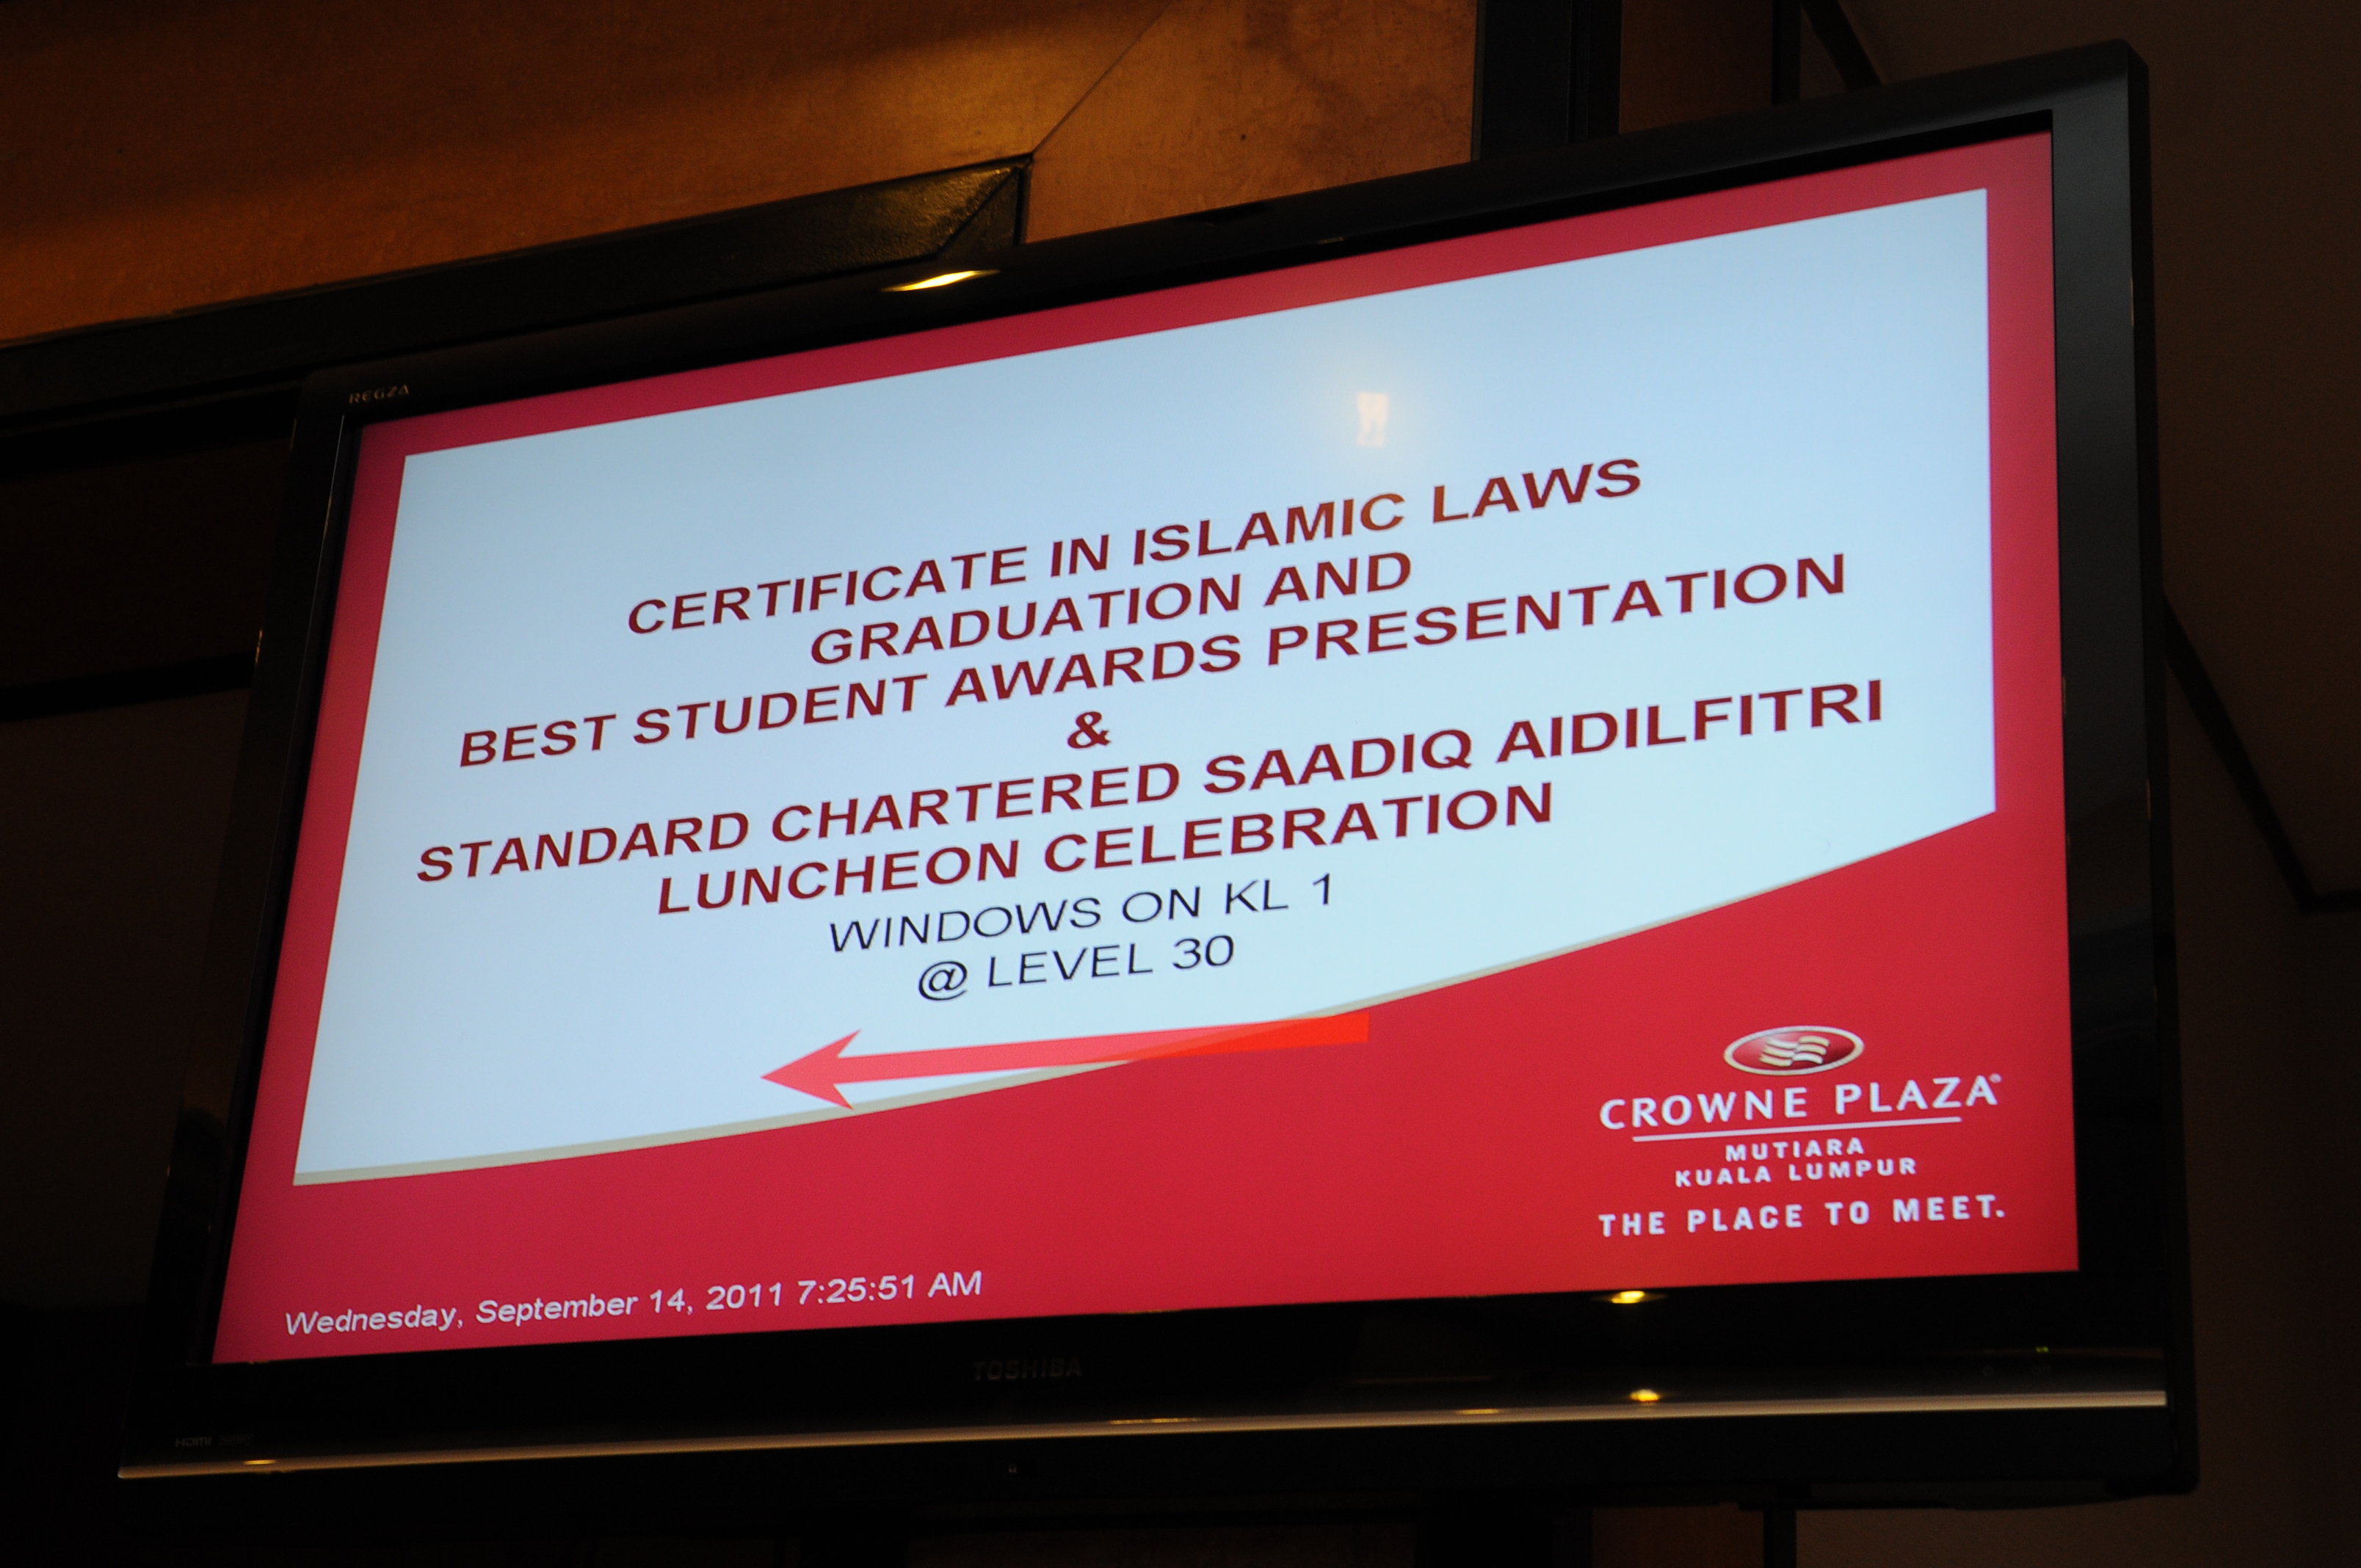 REGZA
CERTIFICATE IN ISLAMIC LAWS
GRADUATION AND
BEST STUDENT AWARDS PRESENTATION
&
STANDARD CHARTERED SAADIQ AIDILFITRI
LUNCHEON CELEBRATION
WINDOWS ON KL 1
@ LEVEL 30
CROWNE PLAZA
MUTIARA
KUALA LUMPUR
THE PLACE TO MEET.
Wednesday, September 14, 2011 7:25:51 AM
TOSHIBA
HDMI